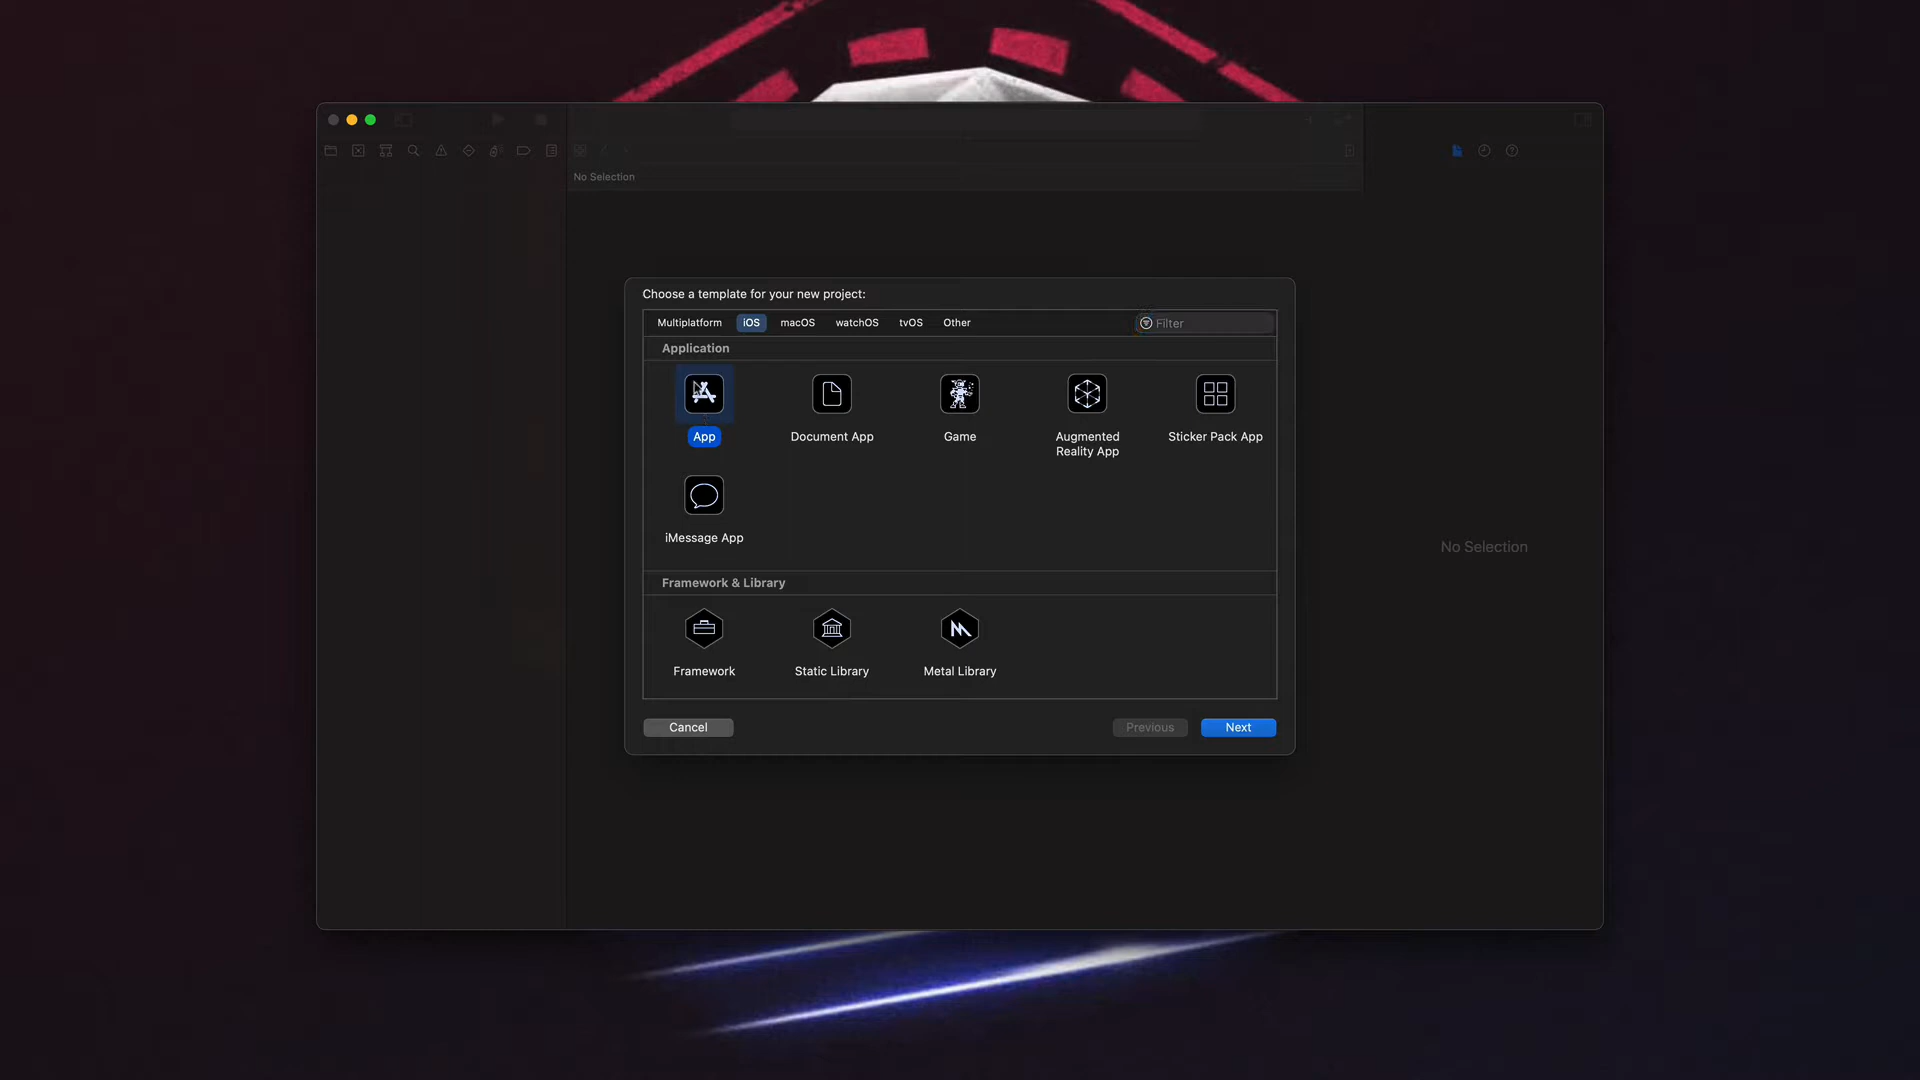 No Selection
Choose a template for your new project:
Multiplatform iOS macOS watchOS tvOS Other Filter
Application
App Document App Game Augmented Reality App Sticker Pack App
iMessage App
No Selection
Framework & Library
Framework Static Library Metal Library
Cancel Previous Next